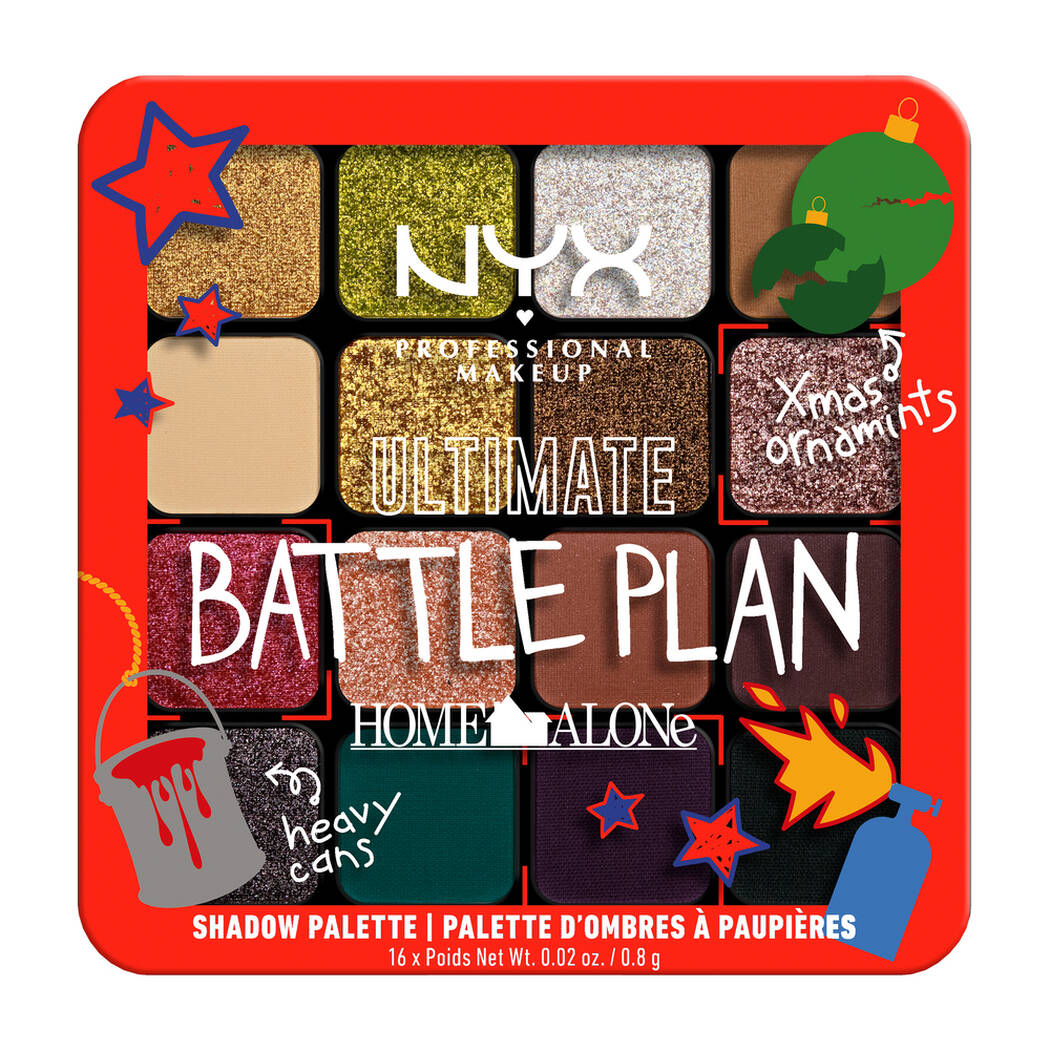 NYX
PROFESSIONAL
MAKEUP
Xmas
ornamints
ULTIMATE
BATTLE PLAN
HOME ALONe
heavy
cans
SHADOW PALETTE | PALETTE D'OMBRES À PAUPIÈRES
16 x Poids Net Wt. 0.02 oz. / 0.8 g